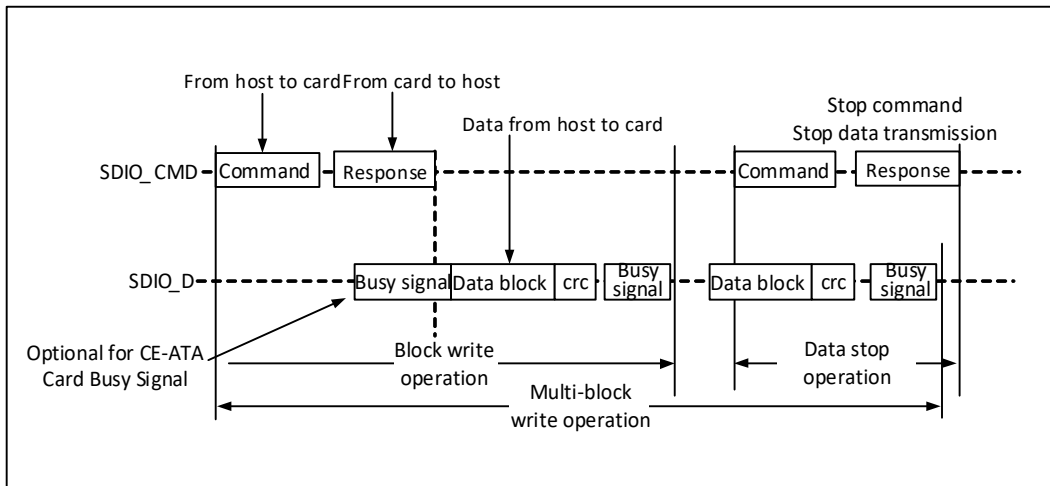 From host to card
From card to host
Stop command
Stop data transmission
Data from host to card
SDIO_CMD
Command
Response
Command
Response
SDIO_D
Busy signal
Data block
crc
Busy
signal
Data block
crc
Busy
signal
Optional for CE-ATA
Card Busy Signal
Block write
operation
Data stop
operation
Multi-block
write operation